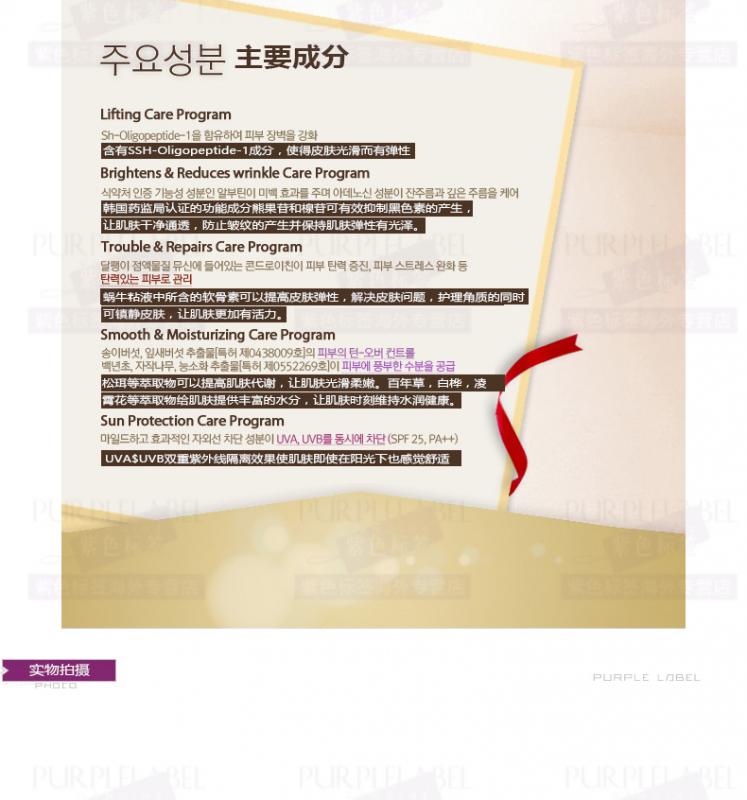 주요성분 主要成分
Lifting Care Program
Sh-Oligopeptide-1을 함유하여 피부 장벽을 강화
含有SSH-Oligopeptide-1成分，使得皮肤光滑而有弹性
Brightens & Reduces wrinkle Care Program
식약처 인증 기능성 성분인 알부틴이 미백 효과를 주며 아데노신 성분이 잔주름과 깊은 주름을 케어
韩国药监局认证的功能成分熊果苷和橡苷可有效抑制黑色素的产生，
让肌肤干净通透，防止皱纹的产生并保持肌肤弹性有光泽。
Trouble & Repairs Care Program
달팽이 점액물질 뮤신에 들어있는 콘드로이친이 피부 탄력 증진, 피부 스트레스 완화 등
탄력있는 피부로 관리
蜗牛粘液中所含的软骨素可以提高皮肤弹性，解决皮肤问题，护理角质的同时
可镇静皮肤，让肌肤更加有活力。
Smooth & Moisturizing Care Program
송이버섯, 잎새버섯 추출물[특허 제0438009호]의 피부의 턴-오버 컨트롤
백년초, 자작나무, 능소화 추출물[특허 제0552269호]이 피부에 풍부한 수분을 공급
松珥等萃取物可以提高肌肤代谢，让肌肤光滑柔嫩。百年草，白桦，凌
霄花等萃取物给肌肤提供丰富的水分，让肌肤时刻维持水润健康。
Sun Protection Care Program
마일드하고 효과적인 자외선 차단 성분이 UVA, UVB를 동시에 차단 (SPF 25, PA++)
UVA$UVB双重紫外线隔离效果使肌肤即使在阳光下也感觉舒适
实物拍摄
PHOTO
PURPLE LABEL
PURPLE LABEL
紫色标签
紫色标签海外专营店